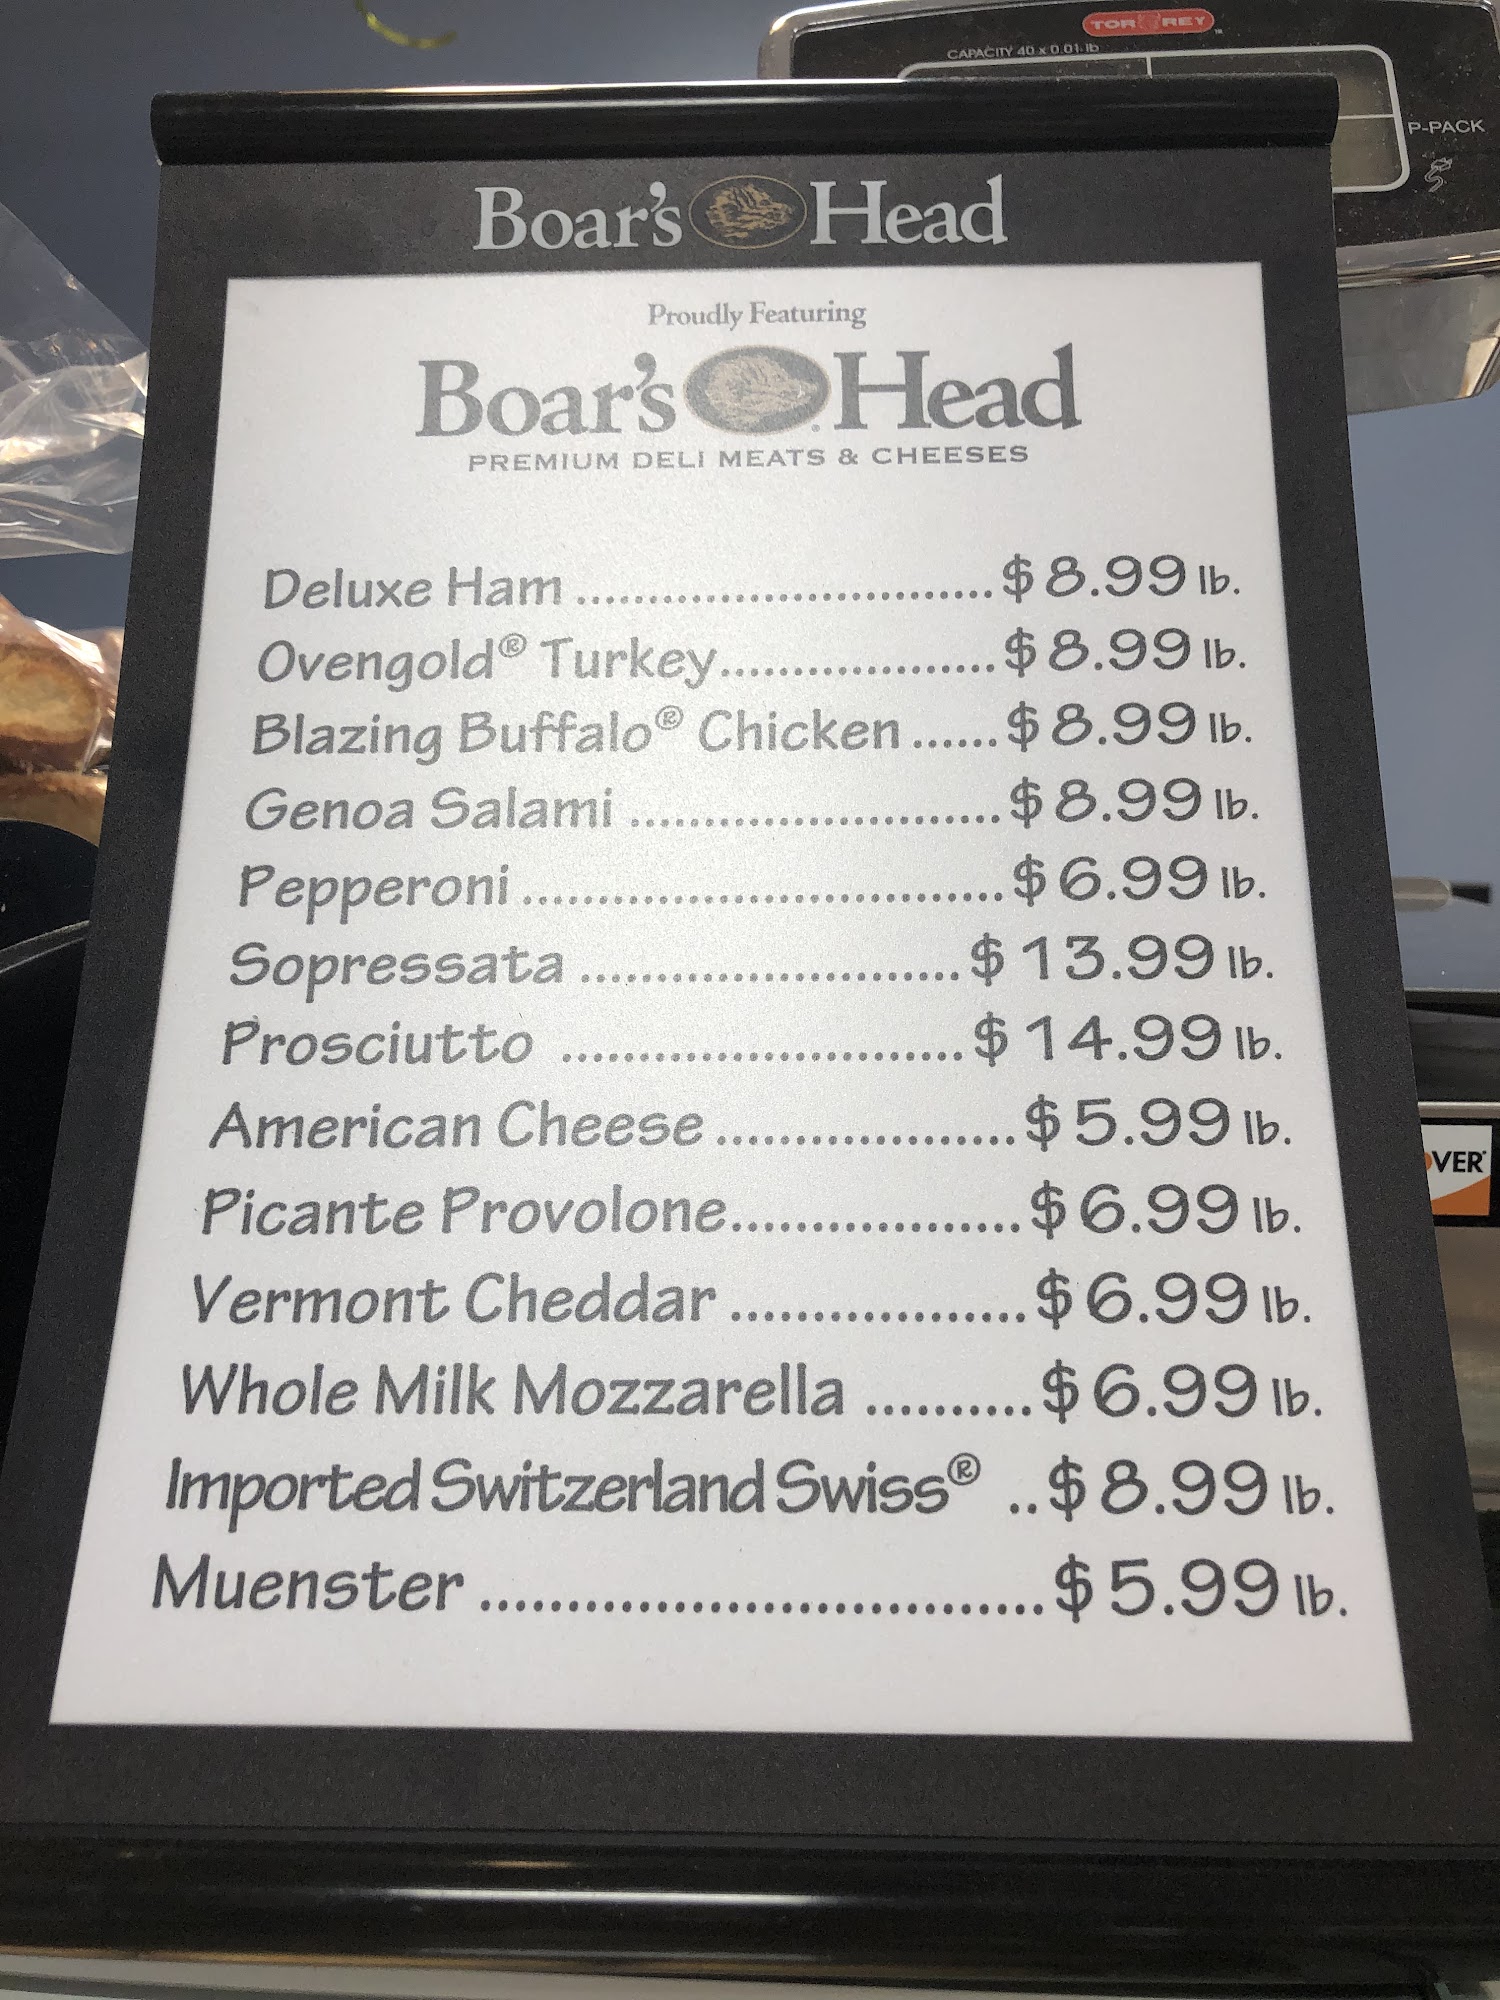 TORREY
CAPACITY 40 x 0.01 lb
P-PACK
Boar's Head
Proudly Featuring
Boar's Head
PREMIUM DELI MEATS & CHEESES
Deluxe Ham .............................$8.99 lb.
Ovengold® Turkey...................$8.99 lb.
Blazing Buffalo® Chicken ......$8.99 lb.
Genoa Salami .........................$8.99 lb.
Pepperoni ................................$6.99 lb.
Sopressata .........................$13.99 lb.
Prosciutto ..........................$14.99 lb.
American Cheese ...................$5.99 lb.
Picante Provolone..................$6.99 lb.
Vermont Cheddar ..................$6.99 lb.
Whole Milk Mozzarella ..........$6.99 lb.
Imported Switzerland Swiss® ..$8.99 lb.
Muenster .................................$5.99 lb.
VER